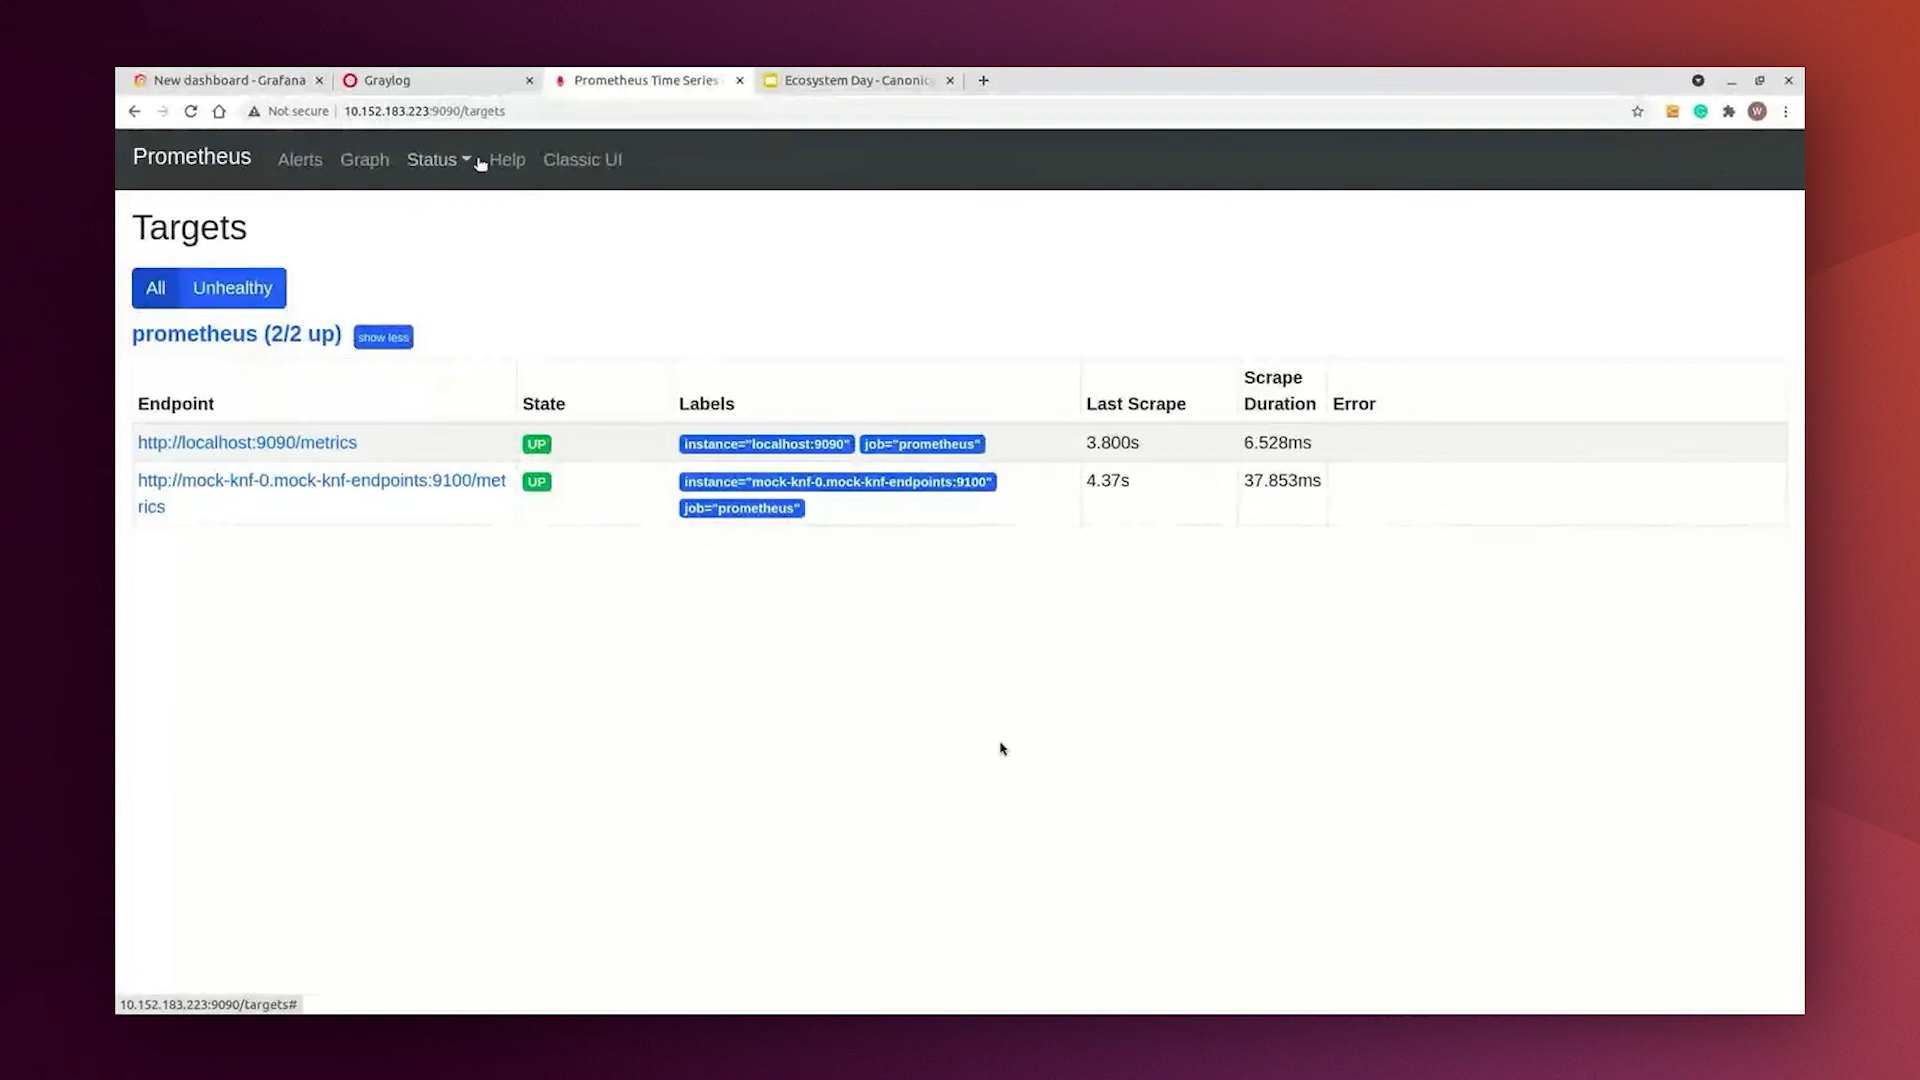 New dashboard - Grafana
Graylog
Prometheus Time Series
Ecosystem Day - Canonic
Not secure
10.152.183.223:9090/targets
W
Prometheus
Alerts
Graph
Status
Help
Classic UI
Targets
All
Unhealthy
prometheus (2/2 up)
show less
Endpoint
State
Labels
Last Scrape
Scrape
Duration
Error
http://localhost:9090/metrics
UP
instance="localhost:9090"
job="prometheus"
3.800s
6.528ms
http://mock-knf-0.mock-knf-endpoints:9100/met
rics
UP
instance="mock-knf-0.mock-knf-endpoints:9100"
job="prometheus"
4.37s
37.853ms
10.152.183.223:9090/targets#